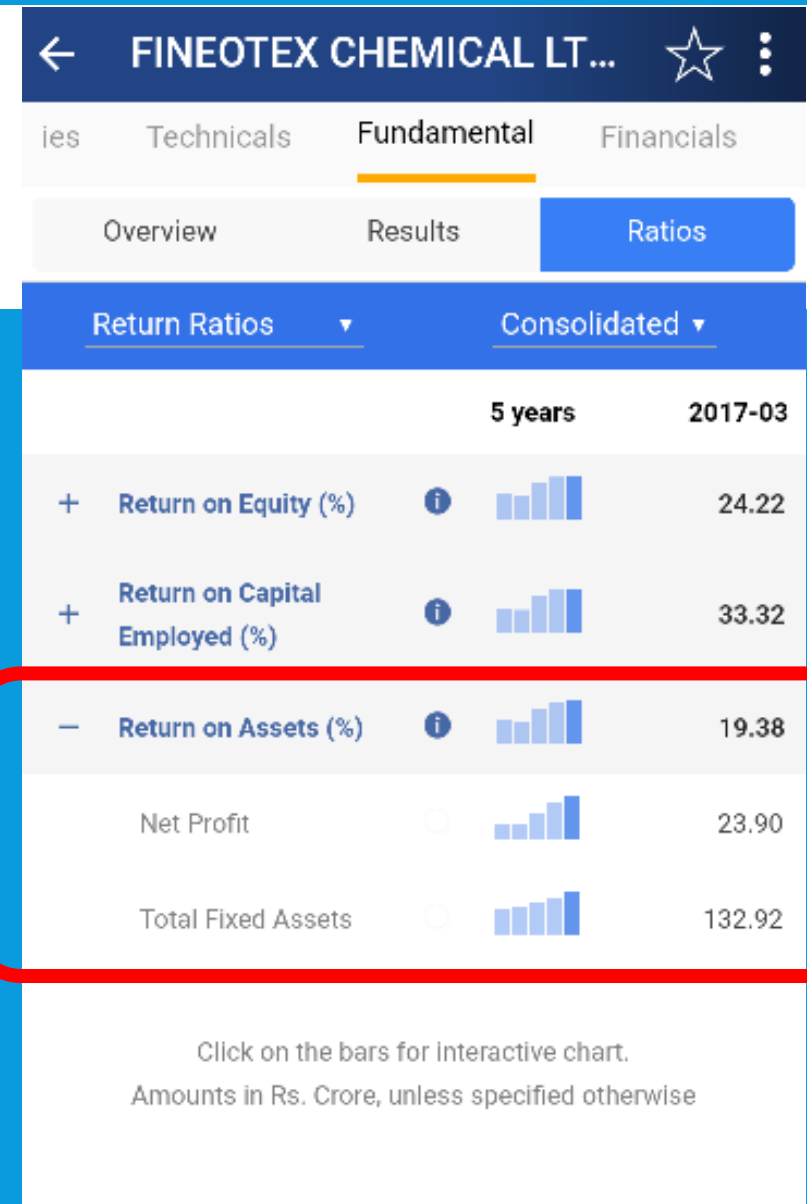 FINEOTEX CHEMICAL LT...
ies Technicals Fundamental Financials
Overview Results Ratios
Return Ratios Consolidated
5 years 2017-03
+ Return on Equity (%) 24.22
+ Return on Capital
Employed (%) 33.32
− Return on Assets (%) 19.38
Net Profit 23.90
Total Fixed Assets 132.92
Click on the bars for interactive chart.
Amounts in Rs. Crore, unless specified otherwise